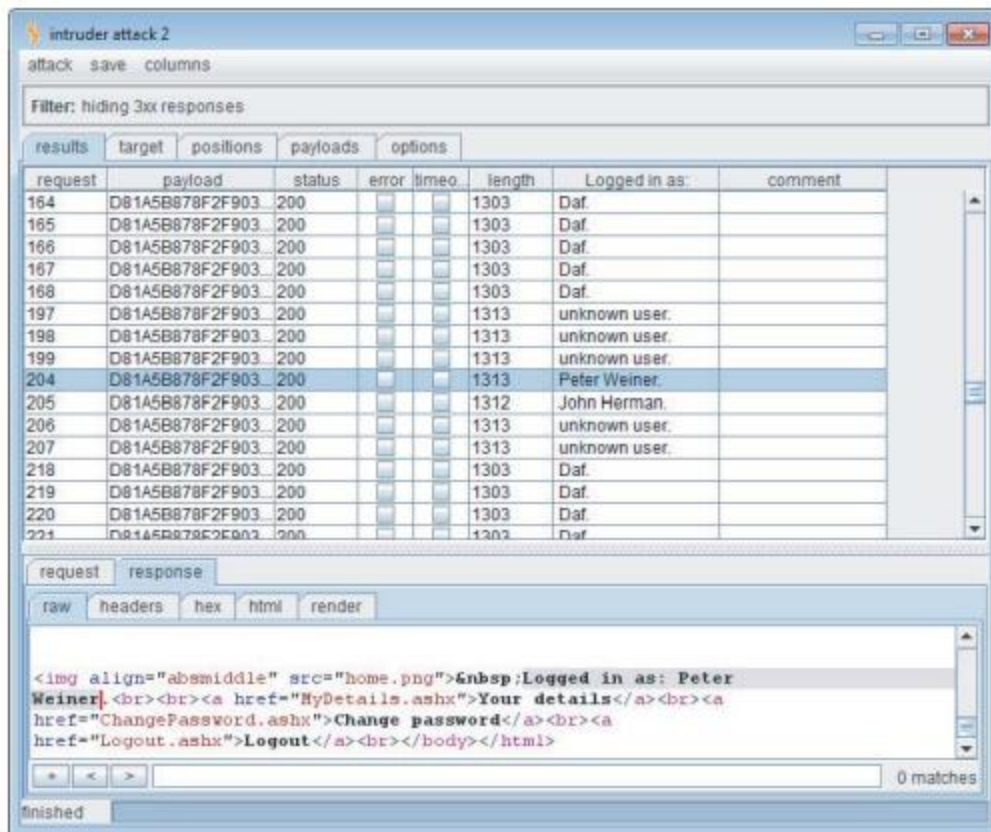 intruder attack 2
attack save columns
Filter: hiding 3xx responses
results target positions payloads options
request payload status error timeo... length Logged in as: comment
164 D81A5B878F2F903... 200 1303 Daf.
165 D81A5B878F2F903... 200 1303 Daf.
166 D81A5B878F2F903... 200 1303 Daf.
167 D81A5B878F2F903... 200 1303 Daf.
168 D81A5B878F2F903... 200 1303 Daf.
197 D81A5B878F2F903... 200 1313 unknown user.
198 D81A5B878F2F903... 200 1313 unknown user.
199 D81A5B878F2F903... 200 1313 unknown user.
204 D81A5B878F2F903... 200 1313 Peter Weiner.
205 D81A5B878F2F903... 200 1312 John Herman.
206 D81A5B878F2F903... 200 1313 unknown user.
207 D81A5B878F2F903... 200 1313 unknown user.
218 D81A5B878F2F903... 200 1303 Daf.
219 D81A5B878F2F903... 200 1303 Daf.
220 D81A5B878F2F903... 200 1303 Daf.
221 D81A5B878F2F903... 200 1303 Daf.
request response
raw headers hex html render
<img align="absmiddle" src="home.png">&nbsp;Logged in as: Peter
Weiner.<br><br><a href="MyDetails.ashx">Your details</a><br><a
href="ChangePassword.ashx">Change password</a><br><a
href="Logout.ashx">Logout</a><br></body></html>
+ < > 0 matches
finished